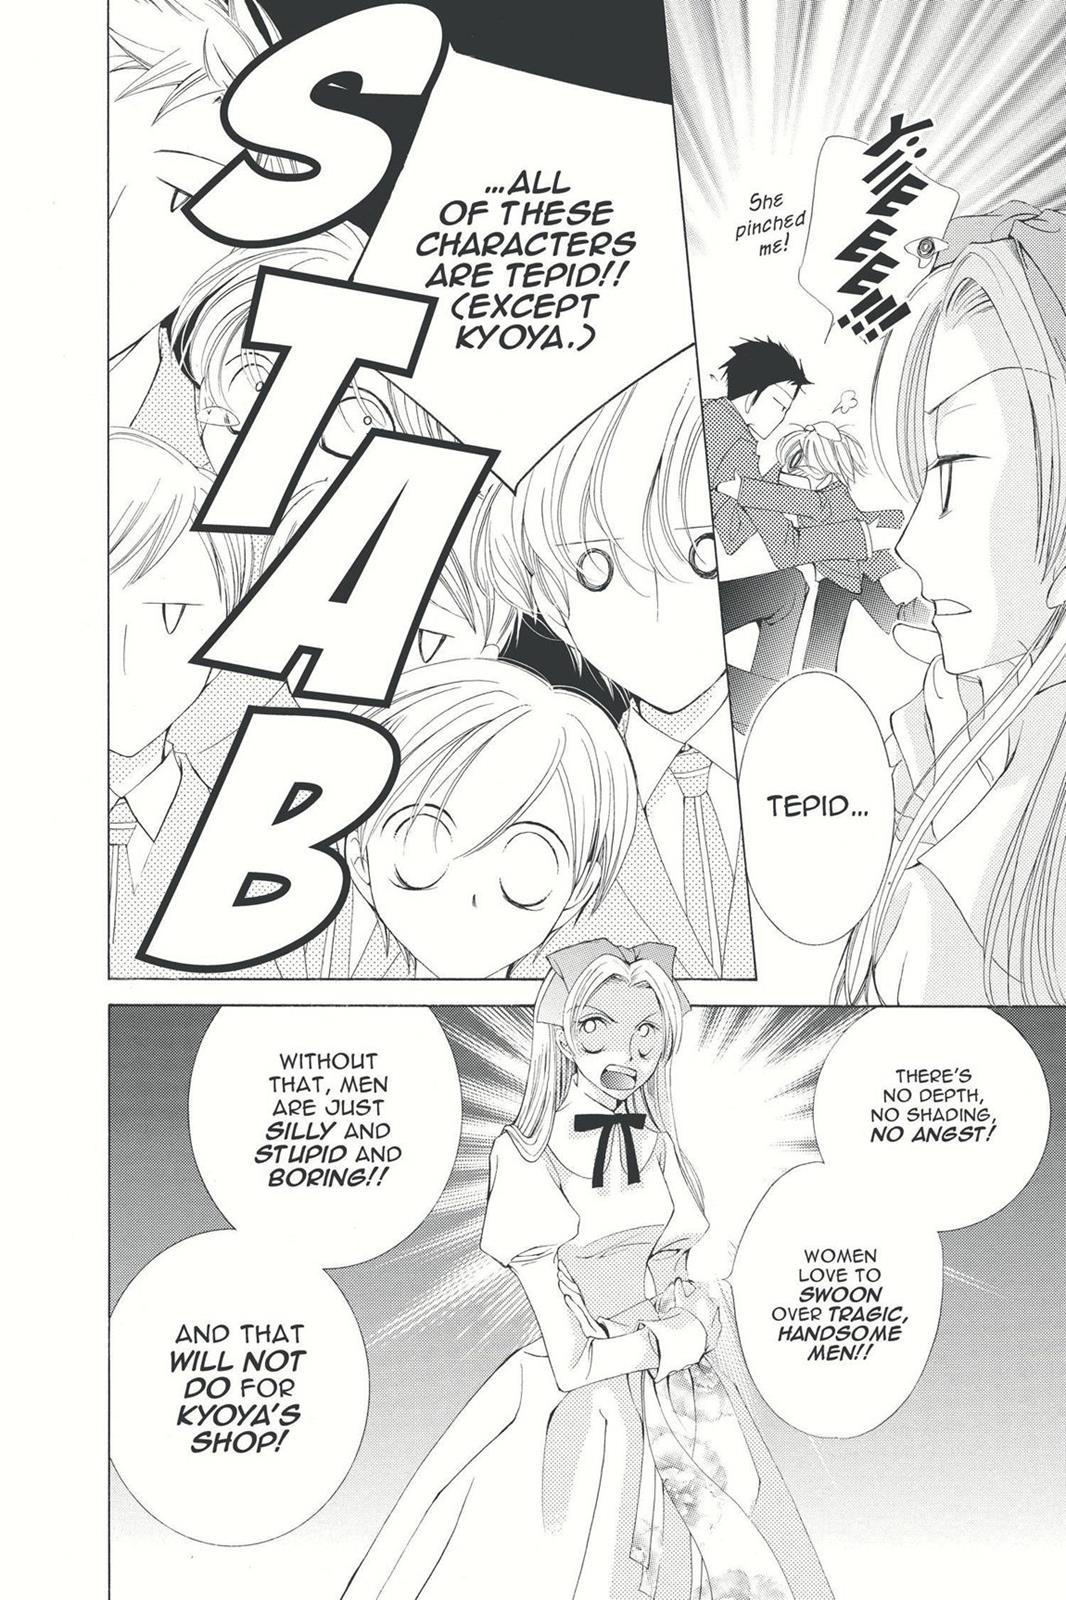 YIIEEEE!!!
She
pinched
me!
TEPID...
...ALL
OF THESE
CHARACTERS
ARE TEPID!!
(EXCEPT
KYOYA.)
STAB
THERE'S
NO DEPTH,
NO SHADING,
NO ANGST!
WOMEN
LOVE TO
SWOON
OVER TRAGIC,
HANDSOME
MEN!!
WITHOUT
THAT, MEN
ARE JUST
SILLY AND
STUPID AND
BORING!!
AND THAT
WILL NOT
DO FOR
KYOYA'S
SHOP!